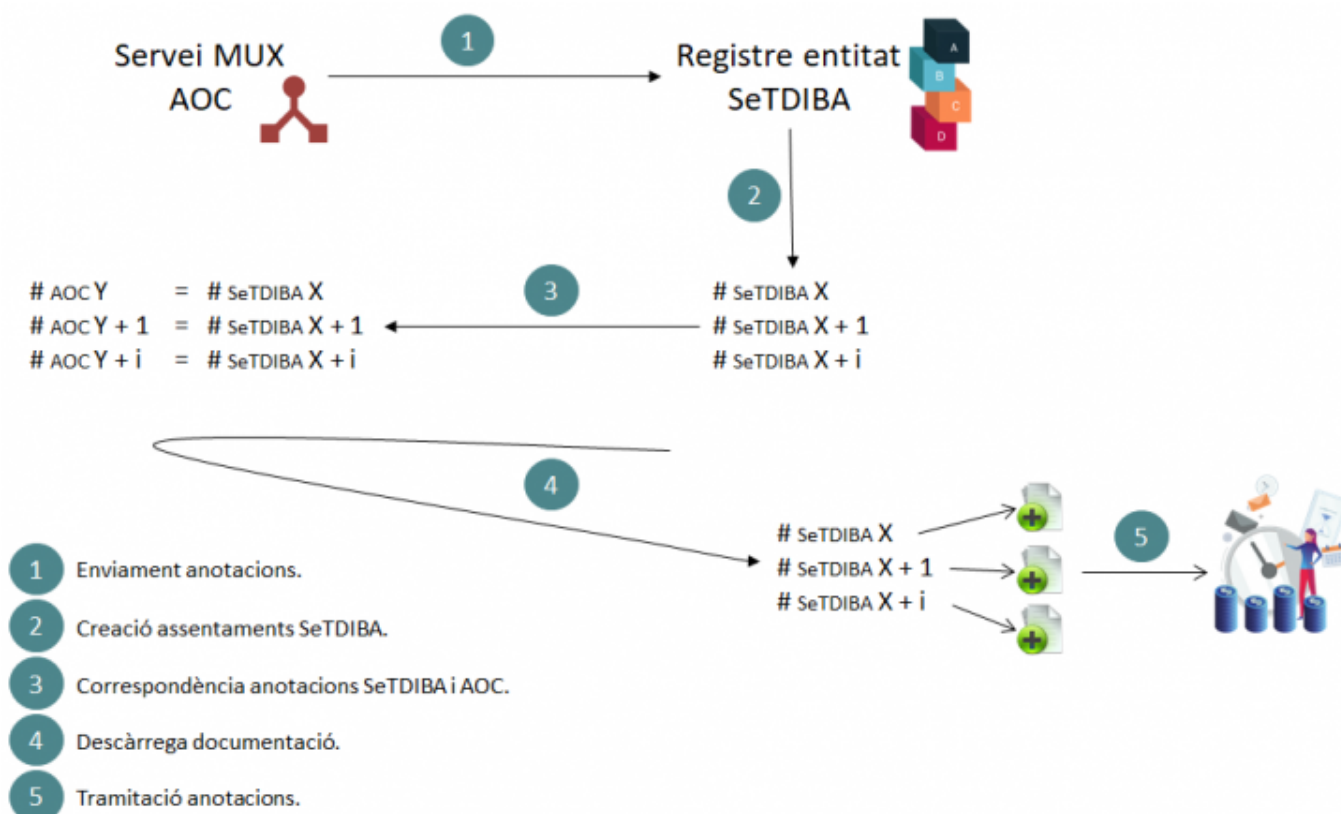 1
Servei MUX
AOC
Registre entitat
SeTDIBA
A
B
C
D
2
# AOC Y = # SeTDIBA X
# AOC Y + 1 = # SeTDIBA X + 1
# AOC Y + i = # SeTDIBA X + i
3
# SeTDIBA X
# SeTDIBA X + 1
# SeTDIBA X + i
4
# SeTDIBA X
# SeTDIBA X + 1
# SeTDIBA X + i
5
1 Enviament anotacions.
2 Creació assentaments SeTDIBA.
3 Correspondència anotacions SeTDIBA i AOC.
4 Descàrrega documentació.
5 Tramitació anotacions.